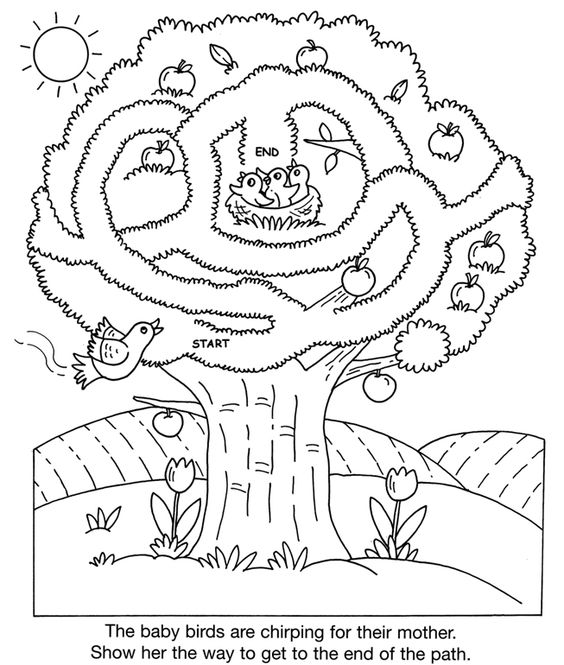 END
START
The baby birds are chirping for their mother.
Show her the way to get to the end of the path.